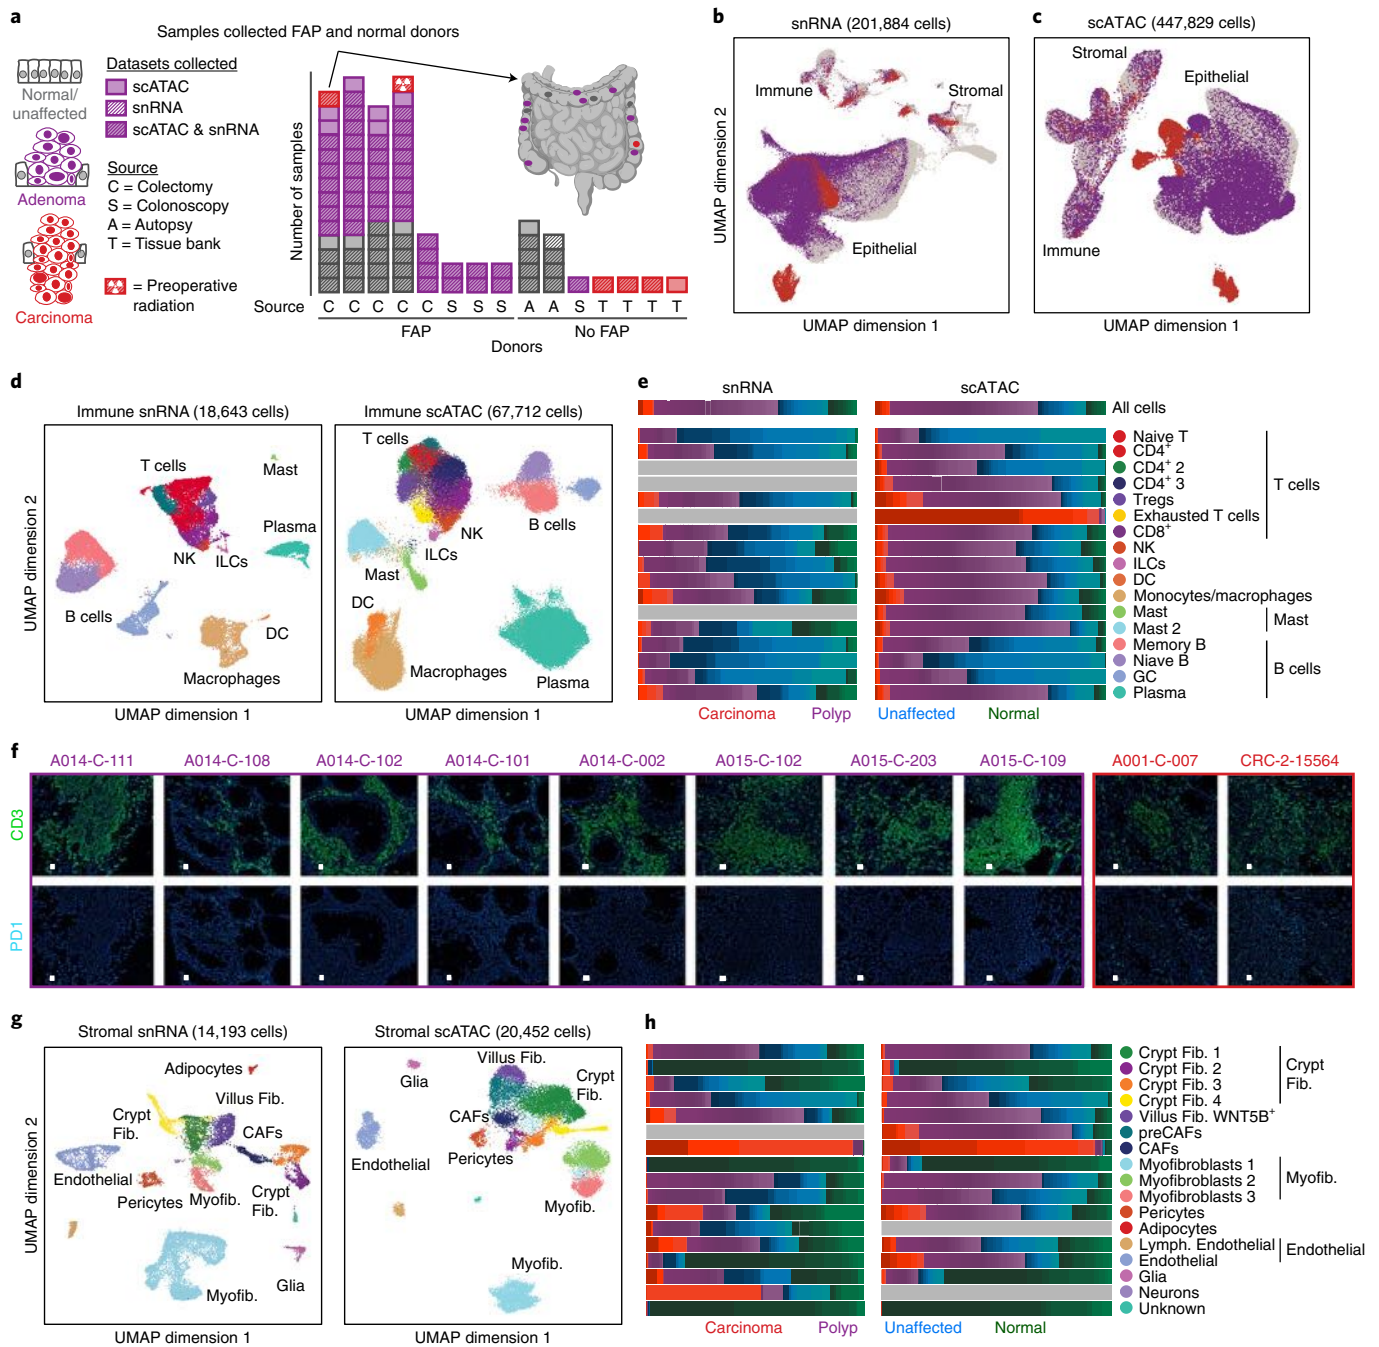 a
Samples collected FAP and normal donors
Normal/
unaffected
Adenoma
Carcinoma
Datasets collected
scATAC
snRNA
scATAC & snRNA
Source
C = Colectomy
S = Colonoscopy
A = Autopsy
T = Tissue bank
= Preoperative
radiation
Number of samples
Source C C C C C S S S A A S T T T T
FAP No FAP
Donors
b
snRNA (201,884 cells)
Immune
Stromal
Epithelial
UMAP dimension 2
UMAP dimension 1
c
scATAC (447,829 cells)
Stromal
Epithelial
Immune
UMAP dimension 1
d
Immune snRNA (18,643 cells)
T cells
Mast
Plasma
NK
ILCs
B cells
DC
Macrophages
UMAP dimension 2
UMAP dimension 1
Immune scATAC (67,712 cells)
T cells
B cells
NK
ILCs
Mast
DC
Macrophages
Plasma
UMAP dimension 1
e
snRNA scATAC
All cells
Naive T
CD4+
CD4+ 2
CD4+ 3
Tregs
Exhausted T cells
CD8+
NK
ILCs
DC
Monocytes/macrophages
Mast
Mast 2
Memory B
Niave B
GC
Plasma
T cells
Mast
B cells
Carcinoma Polyp Unaffected Normal
f
A014-C-111 A014-C-108 A014-C-102 A014-C-101 A014-C-002 A015-C-102 A015-C-203 A015-C-109 A001-C-007 CRC-2-15564
CD3
PD1
g
Stromal snRNA (14,193 cells)
Adipocytes
Villus Fib.
Crypt
Fib.
CAFs
Endothelial
Pericytes
Myofib.
Crypt
Fib.
Glia
Myofib.
UMAP dimension 2
UMAP dimension 1
Stromal scATAC (20,452 cells)
Villus Fib.
Glia
Crypt
Fib.
CAFs
Endothelial
Pericytes
Myofib.
Myofib.
UMAP dimension 1
h
Crypt Fib. 1
Crypt Fib. 2
Crypt Fib. 3
Crypt Fib. 4
Villus Fib. WNT5B+
preCAFs
CAFs
Myofibroblasts 1
Myofibroblasts 2
Myofibroblasts 3
Pericytes
Adipocytes
Lymph. Endothelial
Endothelial
Glia
Neurons
Unknown
Crypt
Fib.
Myofib.
Endothelial
Carcinoma Polyp Unaffected Normal